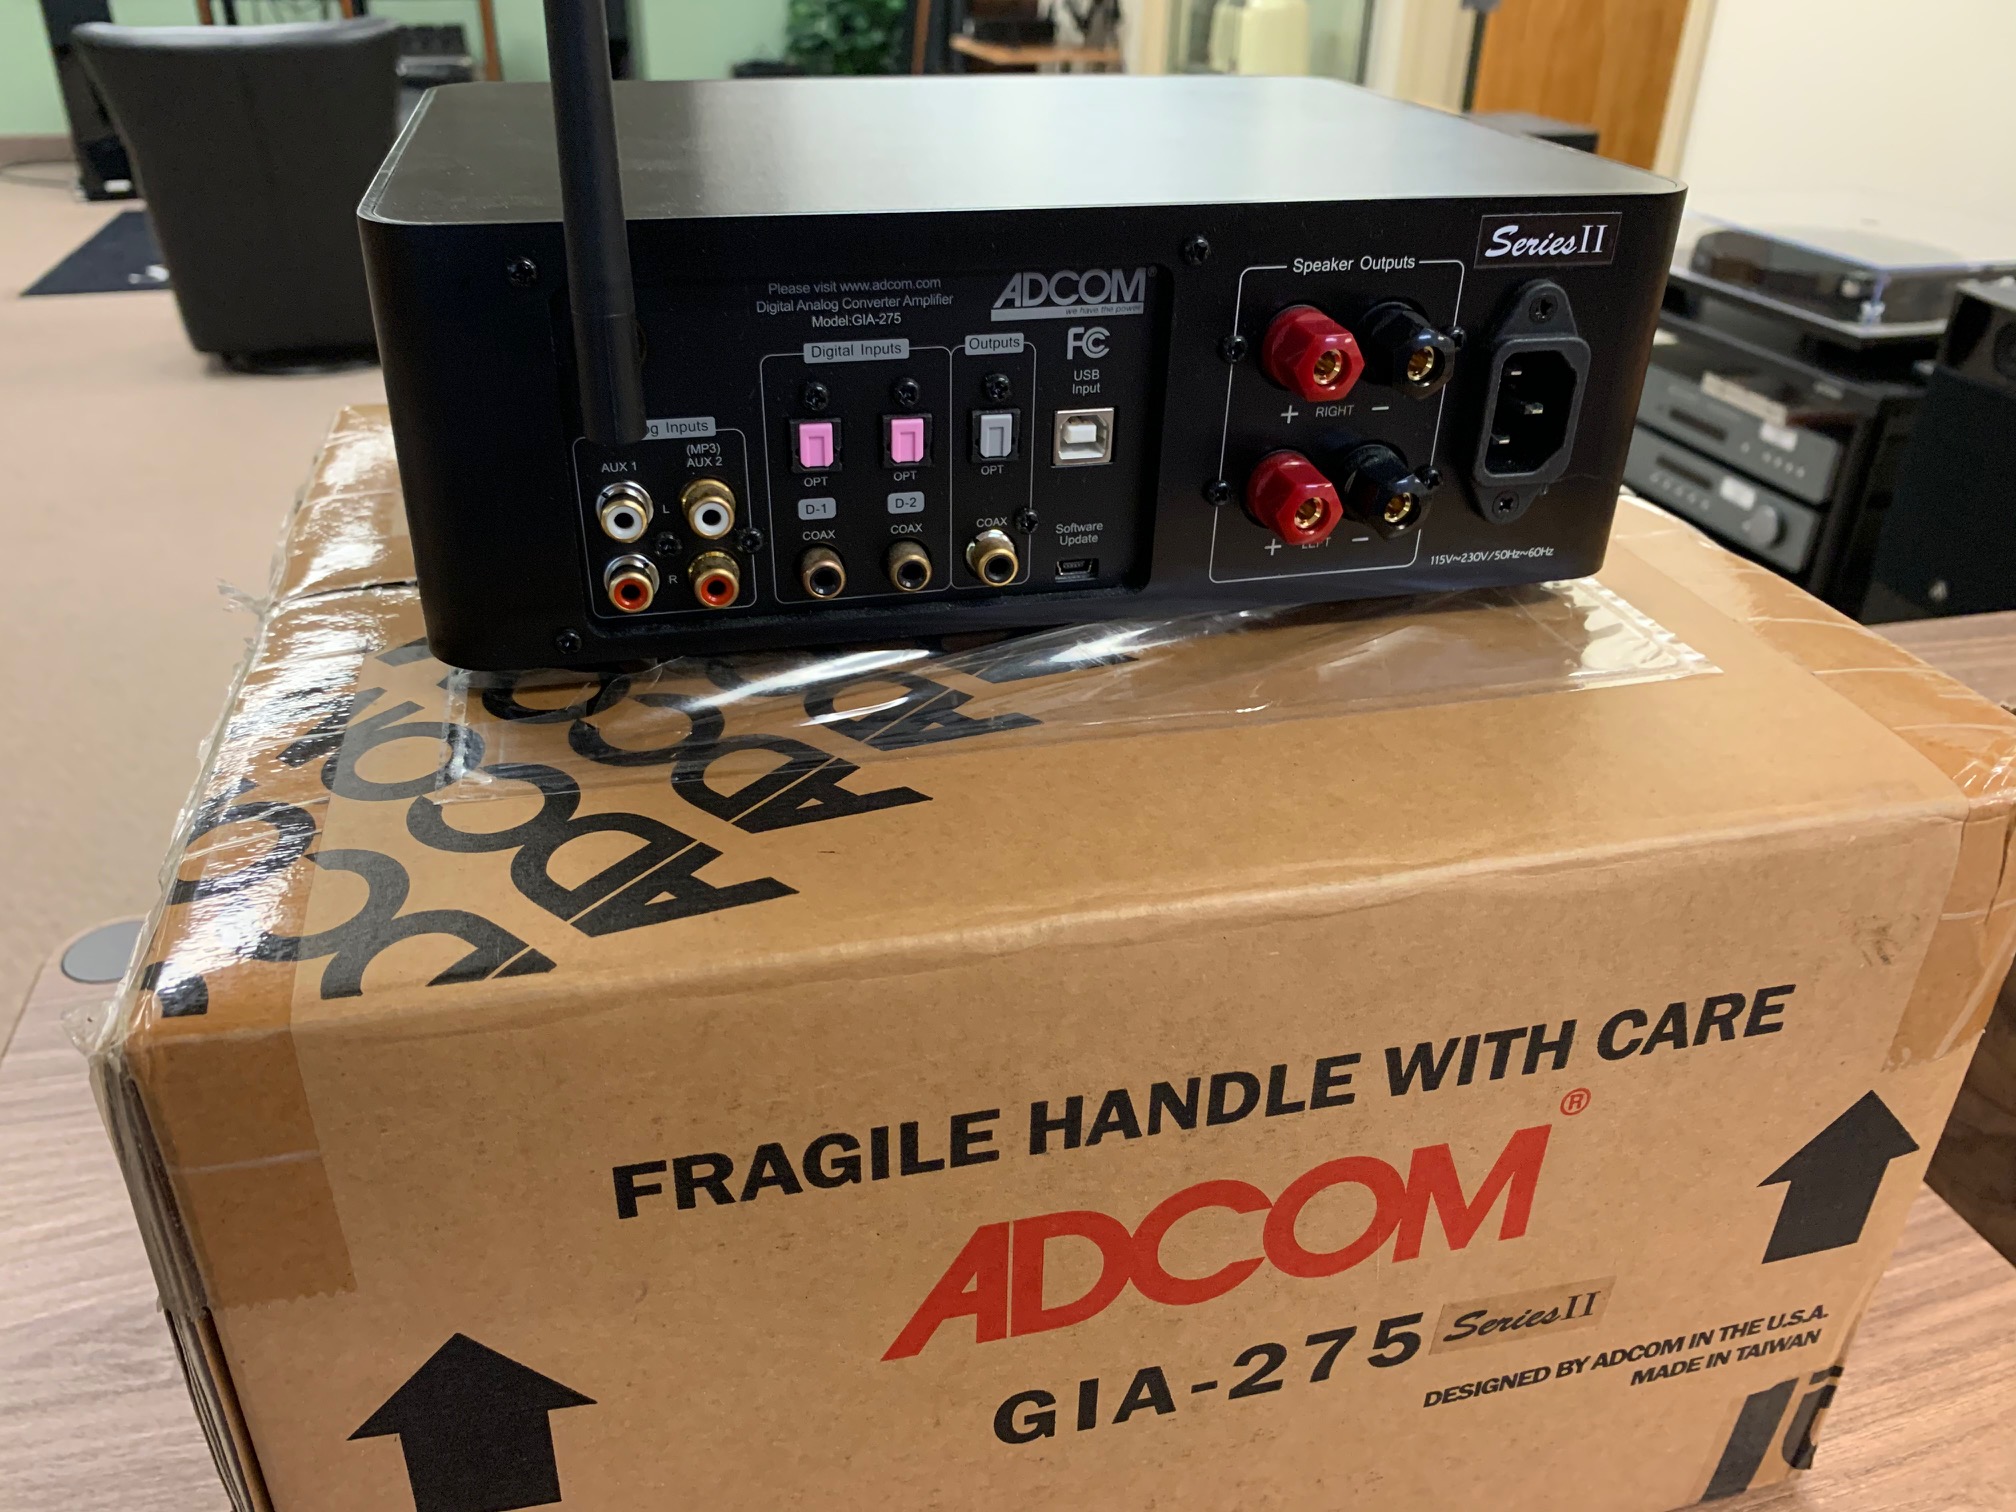 Series II
Speaker Outputs
Please visit www.adcom.com
Digital Analog Converter Amplifier
Model:GIA-275
ADCOM®
we have the power
FC
Digital Inputs
Outputs
USB
Input
Inputs
AUX 1
(MP3)
AUX 2
OPT
OPT
OPT
L
R
D-1
D-2
COAX
COAX
COAX
Software
Update
+ RIGHT −
+ LEFT −
115V~230V/50Hz~60Hz
ADCOM
ADCOM
FRAGILE HANDLE WITH CARE
ADCOM®
GIA-275 Series II
DESIGNED BY ADCOM IN THE U.S.A.
MADE IN TAIWAN